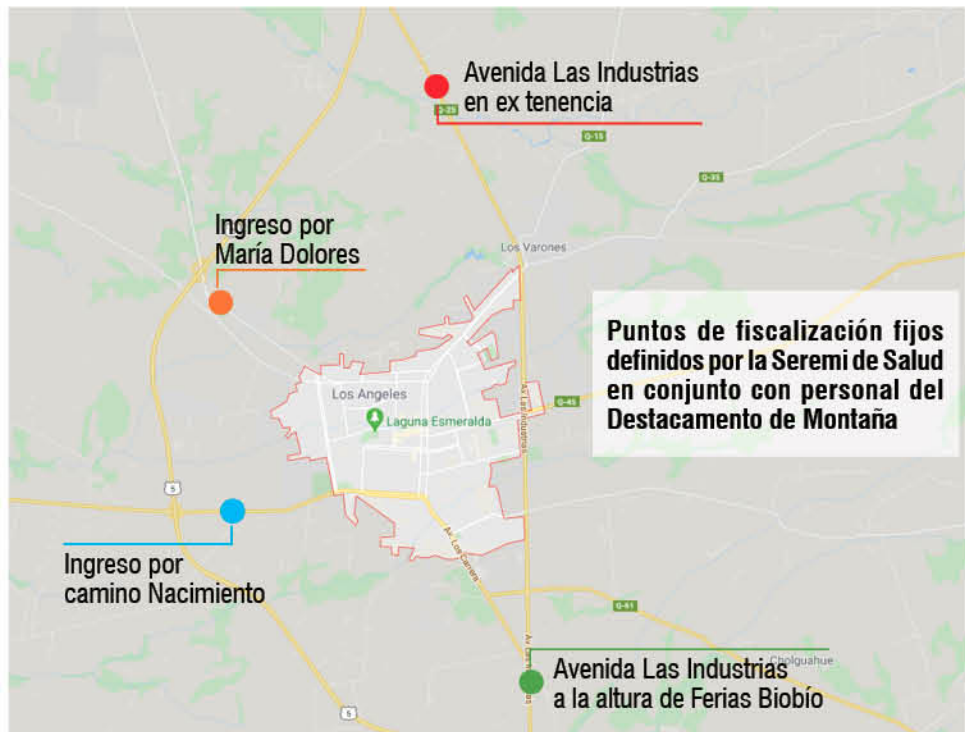 Avenida Las Industrias
en ex tenencia
Q-25
Q-15
Q-35
Ingreso por
María Dolores
Los Varones
Puntos de fiscalización fijos
definidos por la Seremi de Salud
en conjunto con personal del
Destacamento de Montaña
Los Angeles
Laguna Esmeralda
Av. Las Industrias
Q-45
5
Ingreso por
camino Nacimiento
Av. Los Carrera
Q-61
Cholguahue
Avenida Las Industrias
a la altura de Ferias Biobío
5